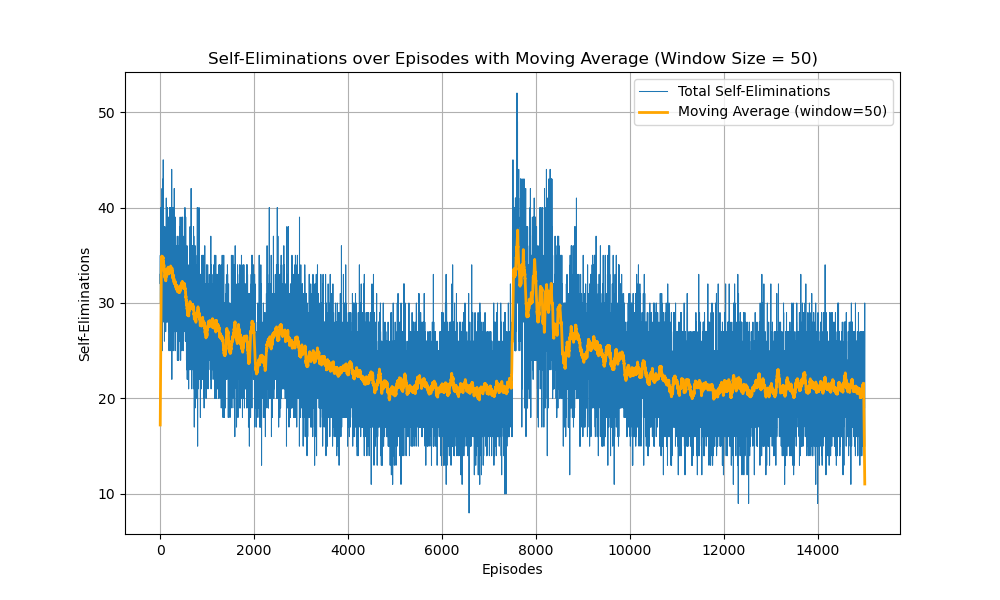 Self-Eliminations over Episodes with Moving Average (Window Size = 50)
Total Self-Eliminations
Moving Average (window=50)
50
40
30
20
10
Self-Eliminations
0 2000 4000 6000 8000 10000 12000 14000
Episodes